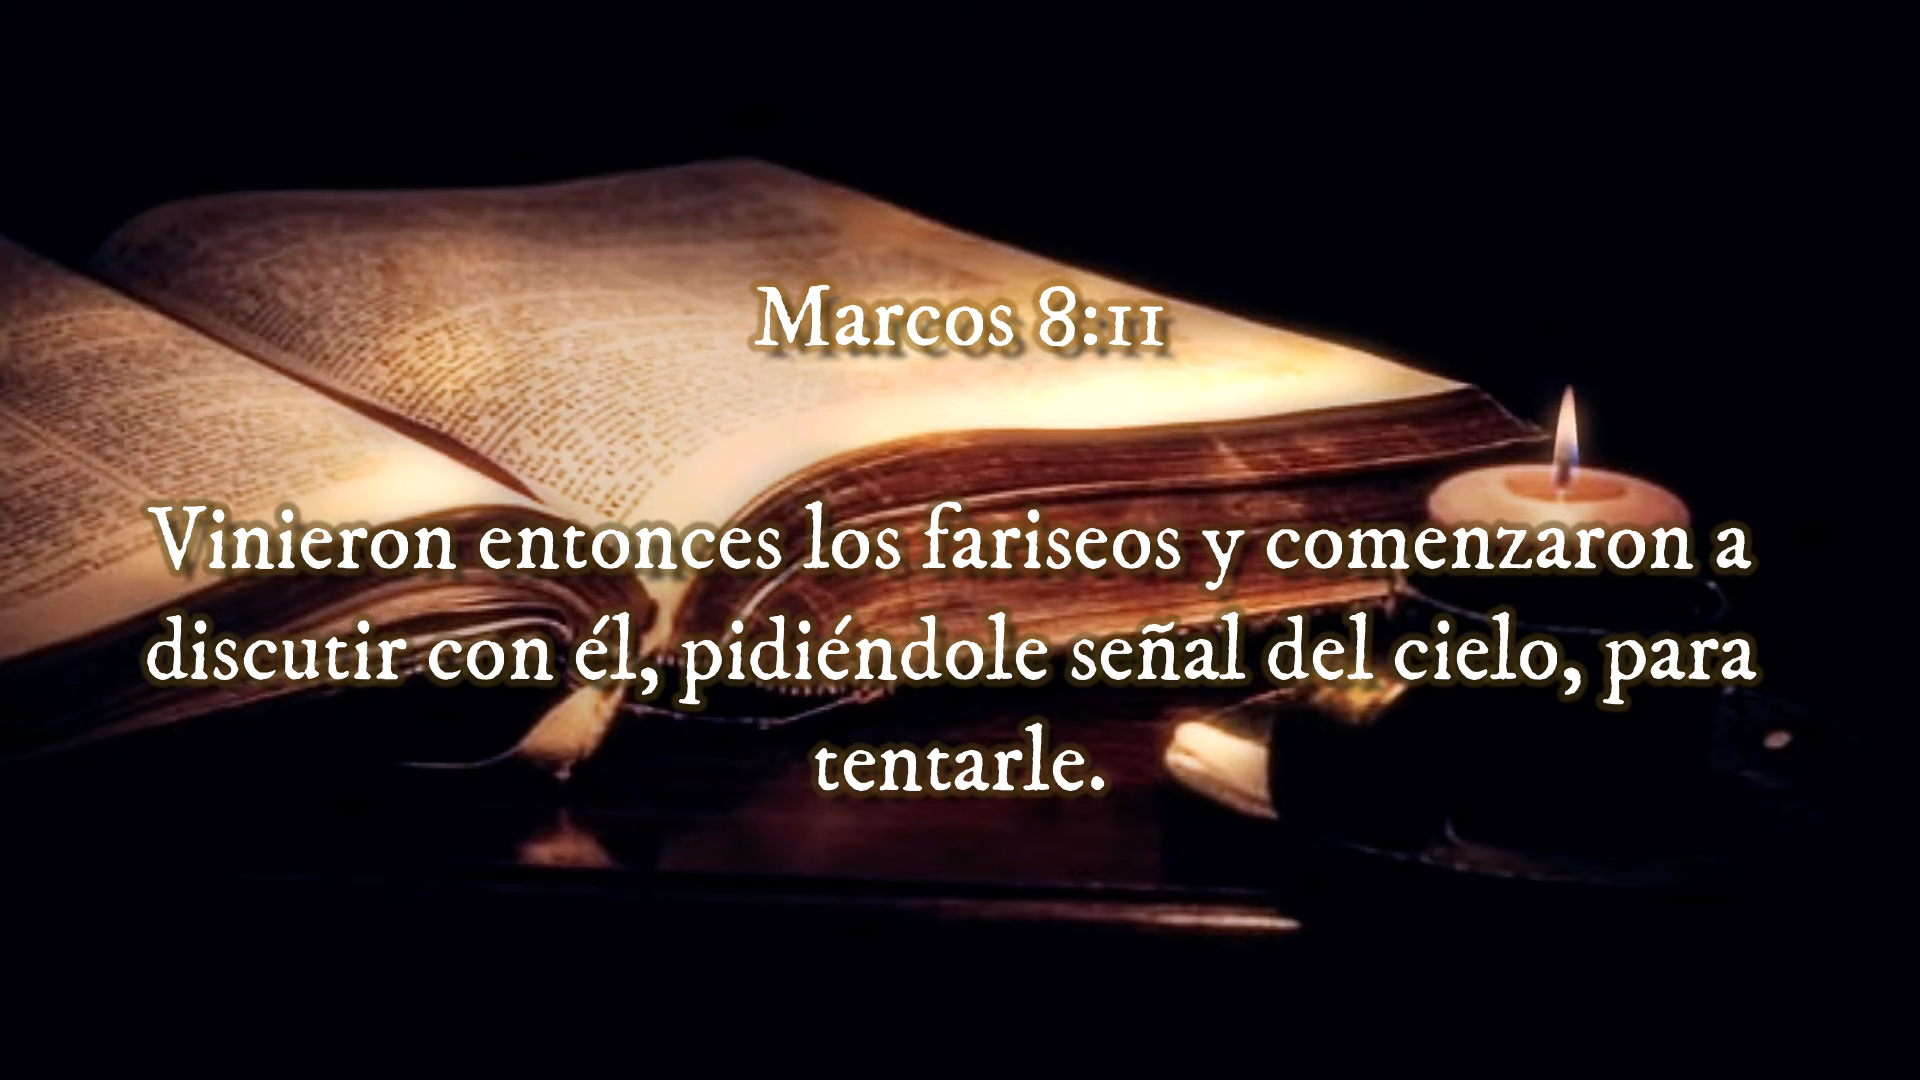 Marcos 8:11
Vinieron entonces los fariseos y comenzaron a
discutir con él, pidiéndole señal del cielo, para
tentarle.